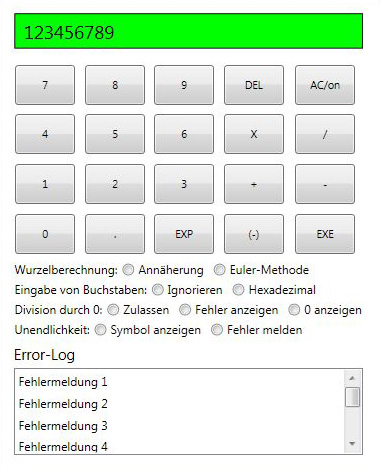 123456789
7 8 9 DEL AC/on
4 5 6 X /
1 2 3 + -
0 . EXP (-) EXE
Wurzelberechnung: Annäherung Euler-Methode
Eingabe von Buchstaben: Ignorieren Hexadezimal
Division durch 0: Zulassen Fehler anzeigen 0 anzeigen
Unendlichkeit: Symbol anzeigen Fehler melden
Error-Log
Fehlermeldung 1
Fehlermeldung 2
Fehlermeldung 3
Fehlermeldung 4